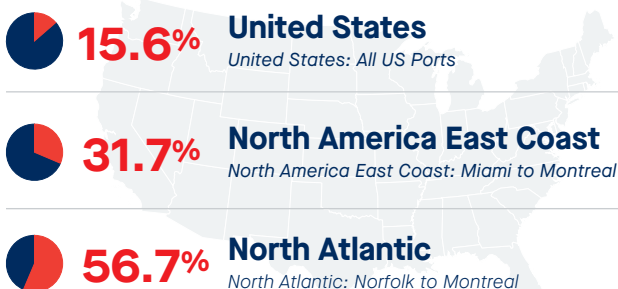 15.6%
United States
United States: All US Ports
31.7%
North America East Coast
North America East Coast: Miami to Montreal
56.7%
North Atlantic
North Atlantic: Norfolk to Montreal